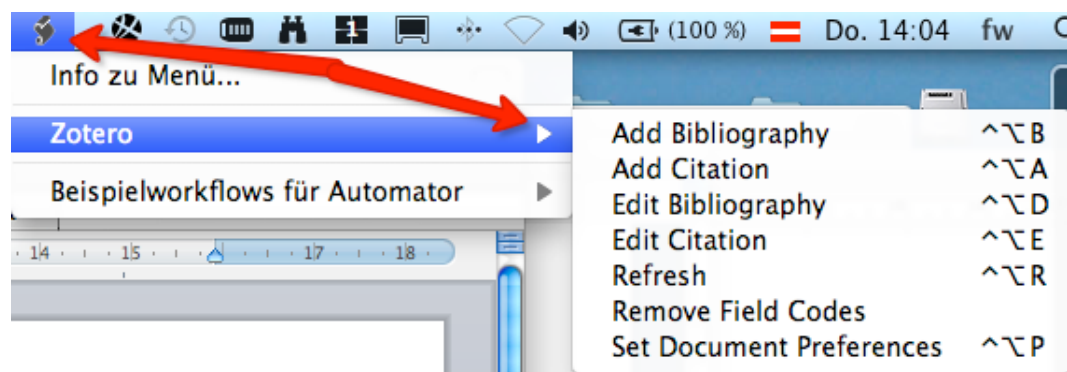 1 (100 %) Do. 14:04 fw
Info zu Menü...
Zotero
Beispielworkflows für Automator
Add Bibliography ^⌥B
Add Citation ^⌥A
Edit Bibliography ^⌥D
Edit Citation ^⌥E
Refresh ^⌥R
Remove Field Codes
Set Document Preferences ^⌥P
14 15 17 18